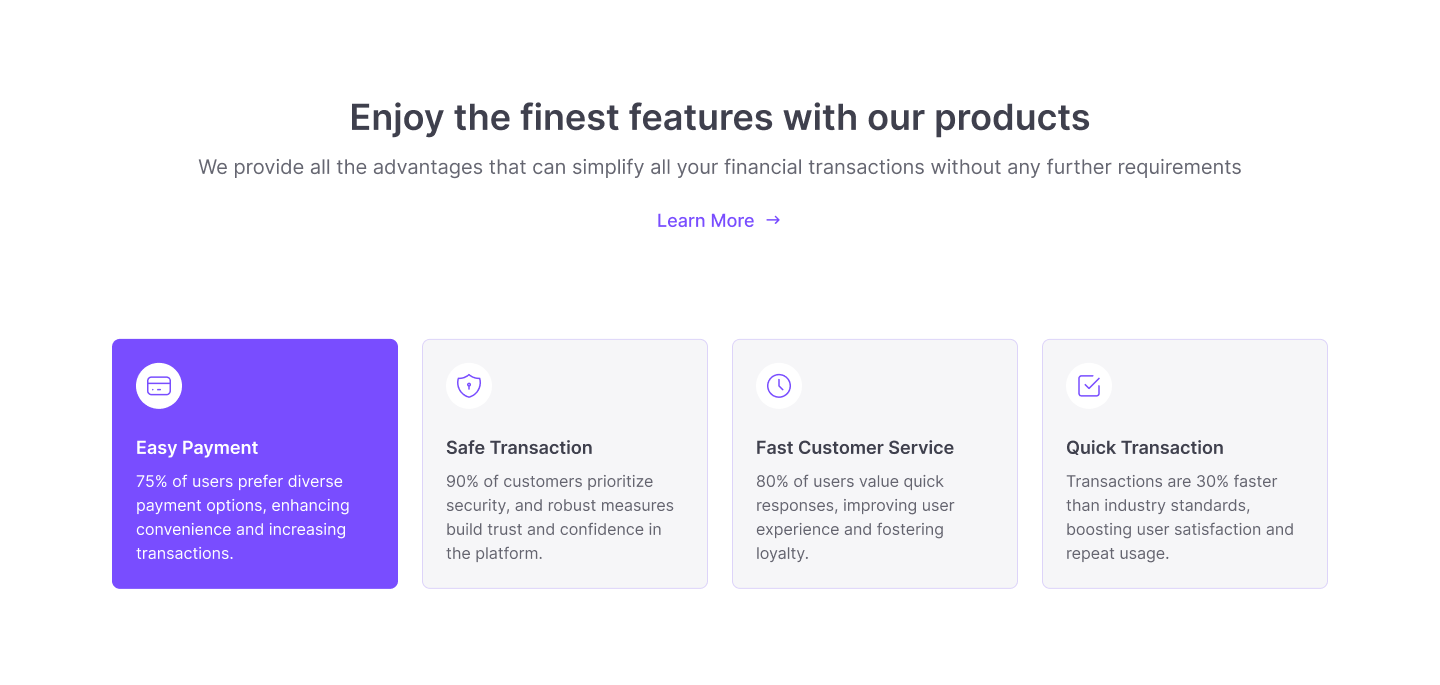 Enjoy the finest features with our products
We provide all the advantages that can simplify all your financial transactions without any further requirements
Learn More →
Easy Payment
75% of users prefer diverse
payment options, enhancing
convenience and increasing
transactions.
Safe Transaction
90% of customers prioritize
security, and robust measures
build trust and confidence in
the platform.
Fast Customer Service
80% of users value quick
responses, improving user
experience and fostering
loyalty.
Quick Transaction
Transactions are 30% faster
than industry standards,
boosting user satisfaction and
repeat usage.